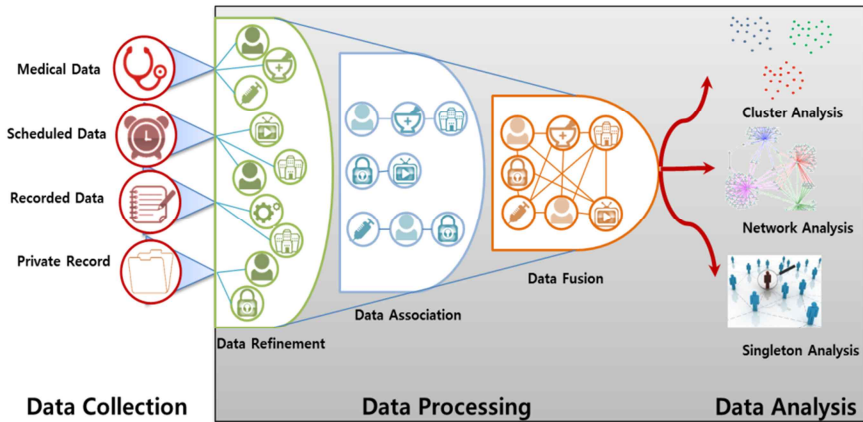 Medical Data
Scheduled Data
Recorded Data
Private Record
Data Refinement
Data Association
Data Fusion
Cluster Analysis
Network Analysis
Singleton Analysis
Data Collection
Data Processing
Data Analysis